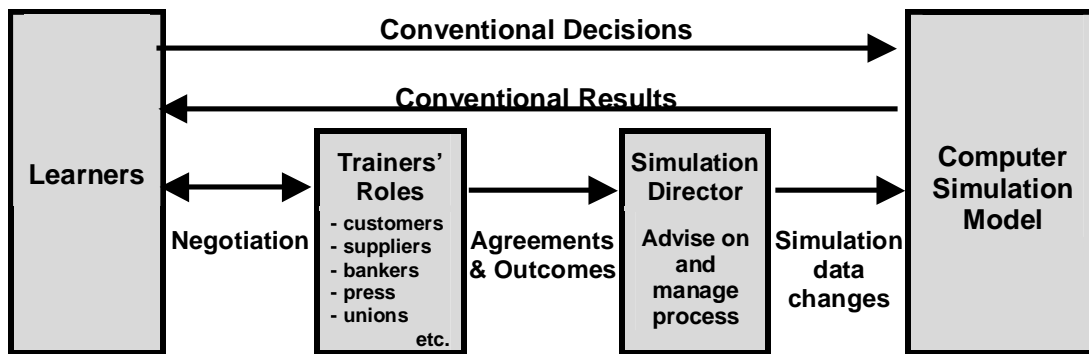 Conventional Decisions
Conventional Results
Learners
Negotiation
Trainers’
Roles
- customers
- suppliers
- bankers
- press
- unions
etc.
Agreements
& Outcomes
Simulation
Director
Advise on
and
manage
process
Simulation
data
changes
Computer
Simulation
Model